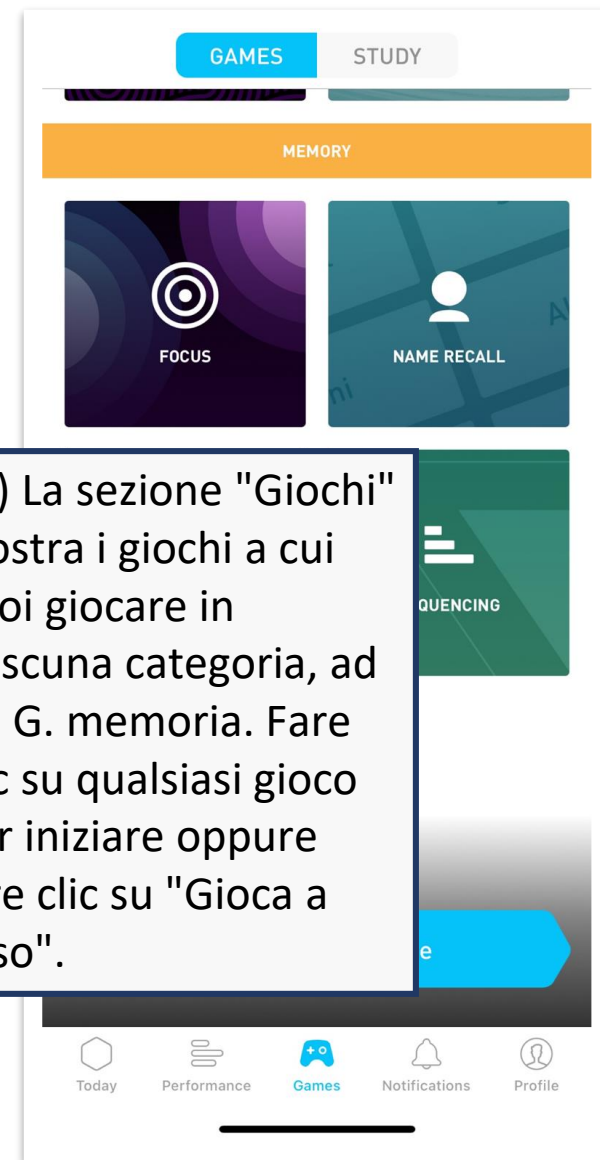 GAMES STUDY
MEMORY
FOCUS
NAME RECALL
) La sezione "Giochi"
ostra i giochi a cui
oi giocare in
scuna categoria, ad
G. memoria. Fare
c su qualsiasi gioco
r iniziare oppure
re clic su "Gioca a
so".
QUENCING
e
Today Performance Games Notifications Profile